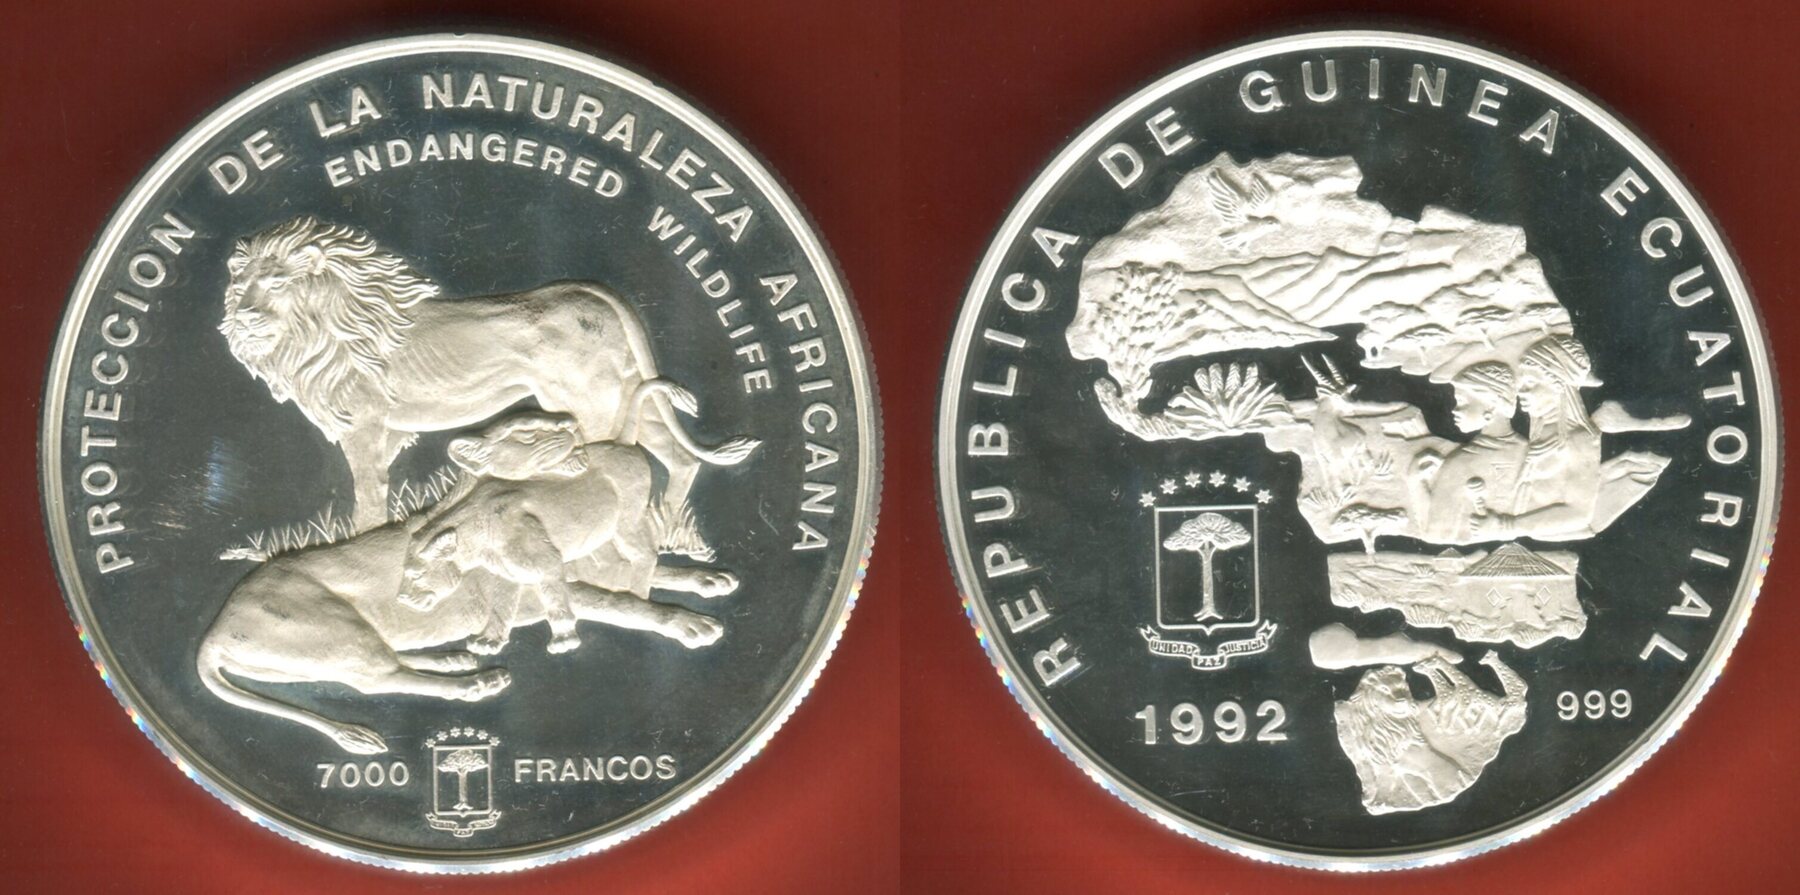 PROTECCION DE LA NATURALEZA AFRICANA
ENDANGERED WILDLIFE
7000 FRANCOS
REPUBLICA DE GUINEA ECUATORIAL
UNIDAD PAZ JUSTICIA
1992
999